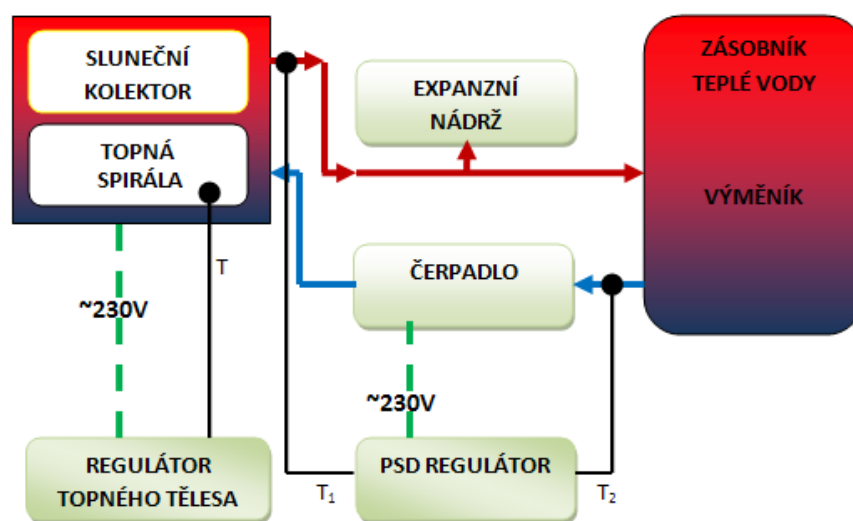 SLUNEČNÍ
KOLEKTOR
TOPNÁ
SPIRÁLA
EXPANZNÍ
NÁDRŽ
ZÁSOBNÍK
TEPLÉ VODY
VÝMĚNÍK
ČERPADLO
T
~230V
~230V
REGULÁTOR
TOPNÉHO TĚLESA
T₁
PSD REGULÁTOR
T₂